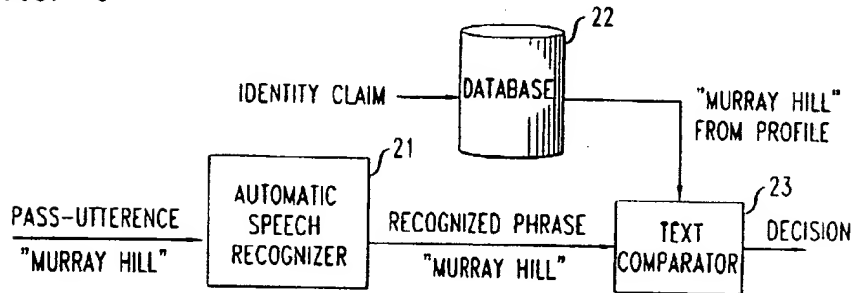 22
IDENTITY CLAIM
DATABASE
"MURRAY HILL"
FROM PROFILE
21
AUTOMATIC
SPEECH
RECOGNIZER
PASS-UTTERENCE
"MURRAY HILL"
RECOGNIZED PHRASE
"MURRAY HILL"
23
TEXT
COMPARATOR
DECISION